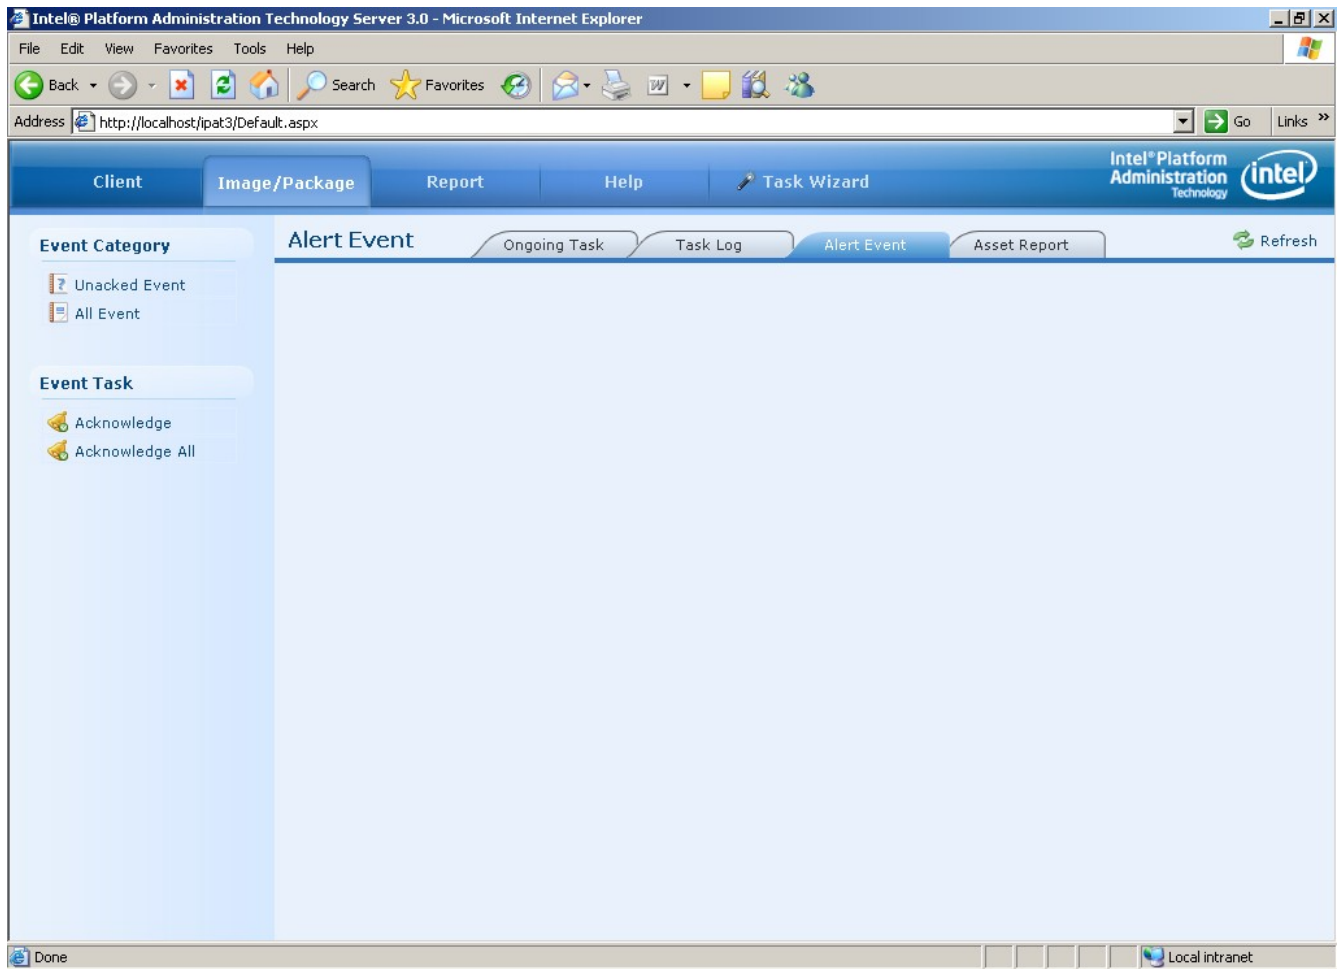 Intel® Platform Administration Technology Server 3.0 - Microsoft Internet Explorer
File Edit View Favorites Tools Help
Back Search Favorites
Address http://localhost/ipat3/Default.aspx Go Links »
Client Image/Package Report Help Task Wizard
Intel® Platform
Administration
Technology
intel
Event Category
Unacked Event
All Event
Event Task
Acknowledge
Acknowledge All
Alert Event Ongoing Task Task Log Alert Event Asset Report Refresh
Done Local intranet